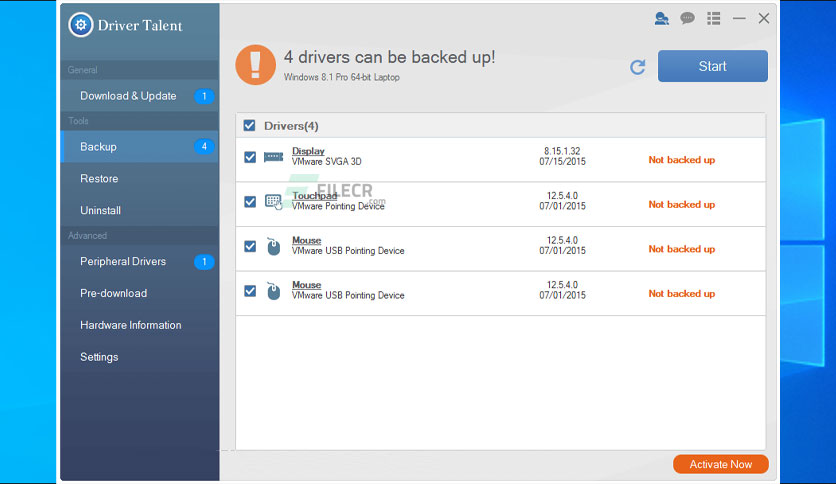 Driver Talent
General
Download & Update 1
Tools
Backup 4
Restore
Uninstall
Advanced
Peripheral Drivers 1
Pre-download
Hardware Information
Settings
4 drivers can be backed up!
Windows 8.1 Pro 64-bit Laptop
Start
Drivers(4)
Display 8.15.1.32
VMware SVGA 3D 07/15/2015 Not backed up
FILECR
.com
Touchpad 12.5.4.0
VMware Pointing Device 07/01/2015 Not backed up
Mouse 12.5.4.0
VMware USB Pointing Device 07/01/2015 Not backed up
Mouse 12.5.4.0
VMware USB Pointing Device 07/01/2015 Not backed up
Activate Now